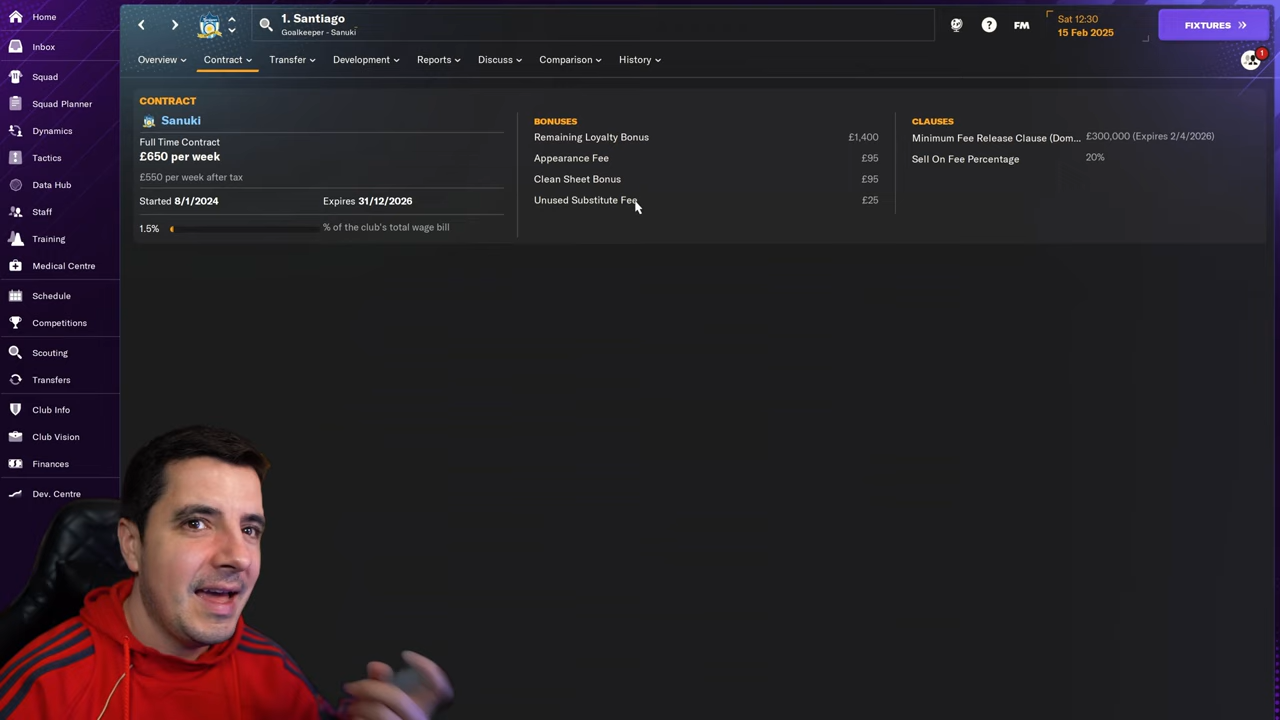 Home
Inbox
Squad
Squad Planner
Dynamics
Tactics
Data Hub
Staff
Training
Medical Centre
Schedule
Competitions
Scouting
Transfers
Club Info
Club Vision
Finances
Dev. Centre
1. Santiago
Goalkeeper - Sanuki
FM
Sat 12:30
15 Feb 2025
FIXTURES
1
Overview
Contract
Transfer
Development
Reports
Discuss
Comparison
History
CONTRACT
Sanuki
Full Time Contract
£650 per week
£550 per week after tax
Started 8/1/2024 Expires 31/12/2026
1.5% % of the club's total wage bill
BONUSES
Remaining Loyalty Bonus £1,400
Appearance Fee £95
Clean Sheet Bonus £95
Unused Substitute Fee £25
CLAUSES
Minimum Fee Release Clause (Dom... £300,000 (Expires 2/4/2026)
Sell On Fee Percentage 20%